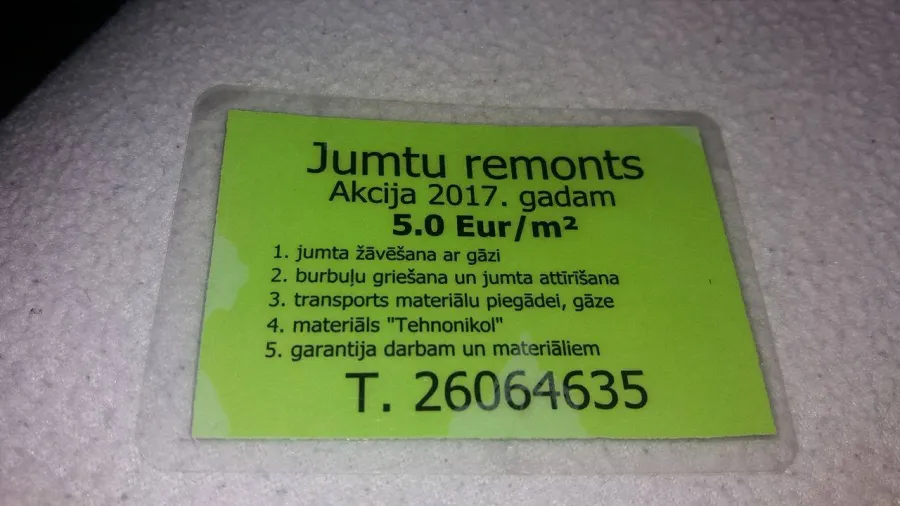 Jumtu remonts
Akcija 2017. gadam
5.0 Eur/m²
1. jumta žāvēšana ar gāzi
2. burbuļu griešana un jumta attīrīšana
3. transports materiālu piegādei, gāze
4. materiāls "Tehnonikol"
5. garantija darbam un materiāliem
T. 26064635